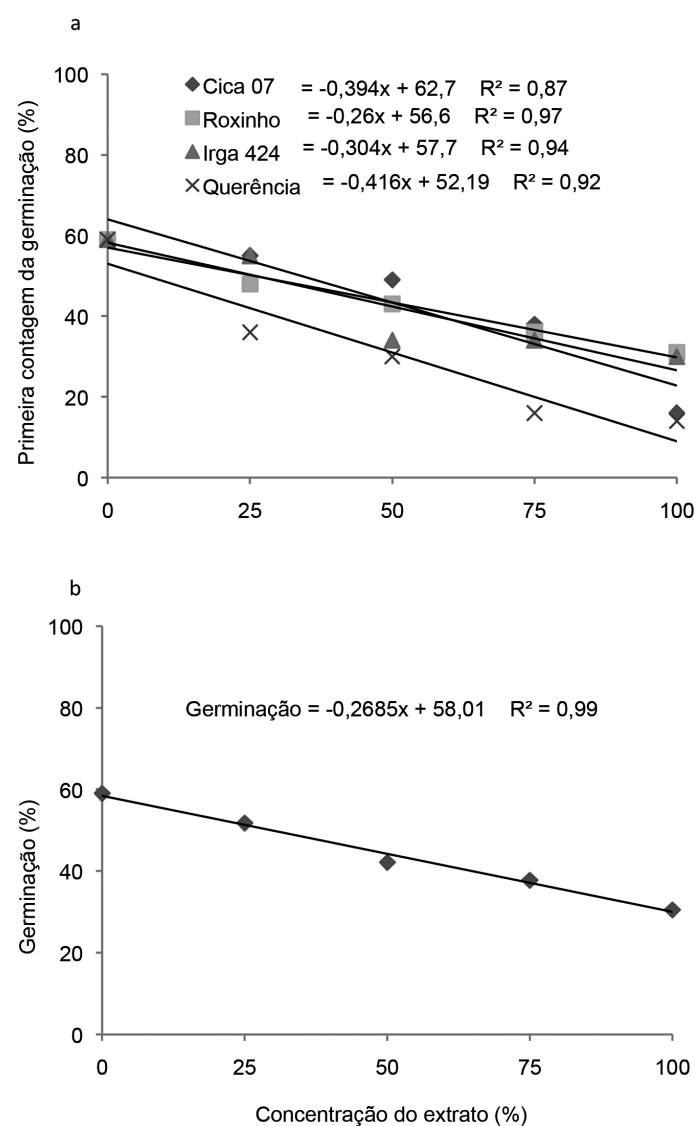 a
Primeira contagem da germinação (%)
100
80
60
40
20
0
Cica 07 = -0,394x + 62,7 R² = 0,87
Roxinho = -0,26x + 56,6 R² = 0,97
Irga 424 = -0,304x + 57,7 R² = 0,94
Querência = -0,416x + 52,19 R² = 0,92
0 25 50 75 100
b
Germinação (%)
100
80
60
40
20
0
Germinação = -0,2685x + 58,01 R² = 0,99
0 25 50 75 100
Concentração do extrato (%)